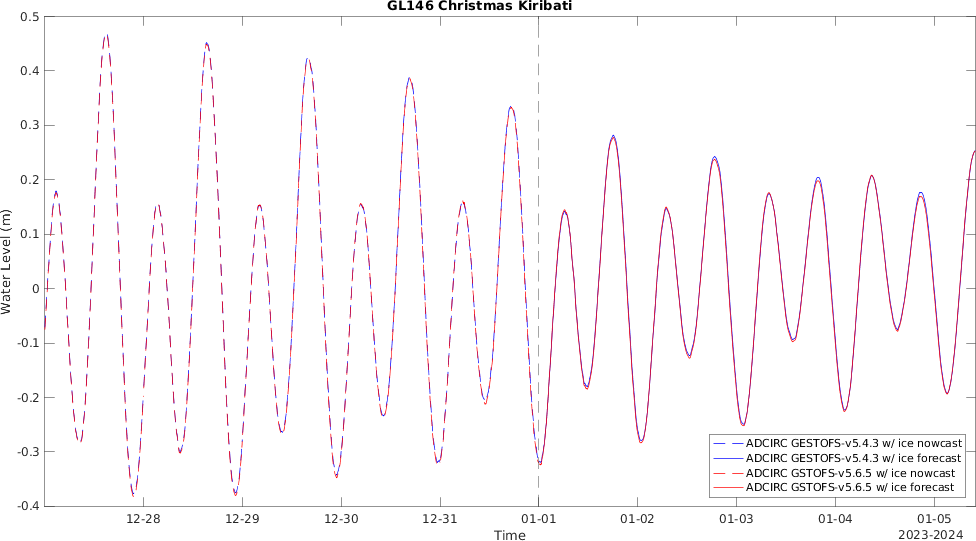 GL146 Christmas Kiribati
Water Level (m)
0.5
0.4
0.3
0.2
0.1
0
-0.1
-0.2
-0.3
-0.4
12-28 12-29 12-30 12-31 01-01 01-02 01-03 01-04 01-05
Time
2023-2024
ADCIRC GESTOFS-v5.4.3 w/ ice nowcast
ADCIRC GESTOFS-v5.4.3 w/ ice forecast
ADCIRC GSTOFS-v5.6.5 w/ ice nowcast
ADCIRC GSTOFS-v5.6.5 w/ ice forecast